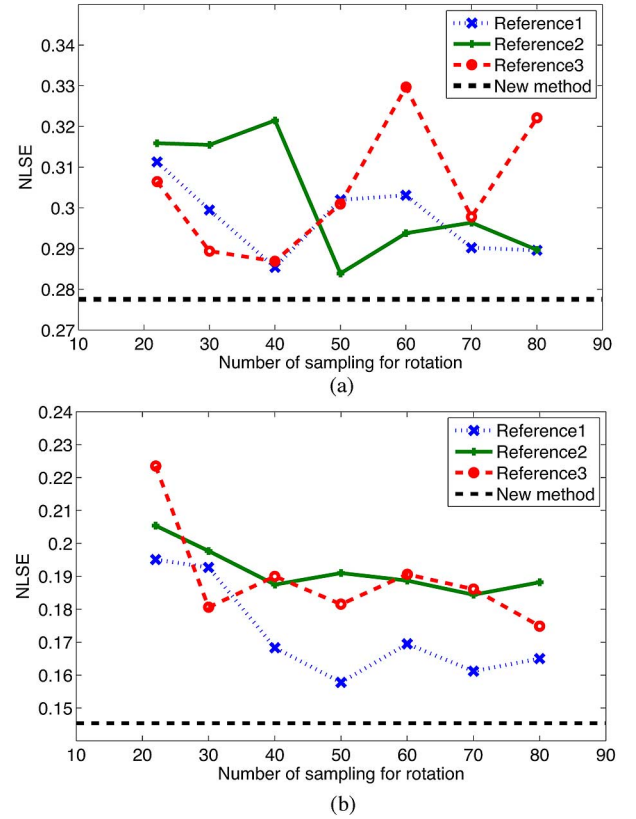 0.34
0.33
0.32
0.31
0.3
0.29
0.28
0.27
NLSE
Reference1
Reference2
Reference3
New method
10 20 30 40 50 60 70 80 90
Number of sampling for rotation
(a)
0.24
0.23
0.22
0.21
0.2
0.19
0.18
0.17
0.16
0.15
NLSE
Reference1
Reference2
Reference3
New method
10 20 30 40 50 60 70 80 90
Number of sampling for rotation
(b)